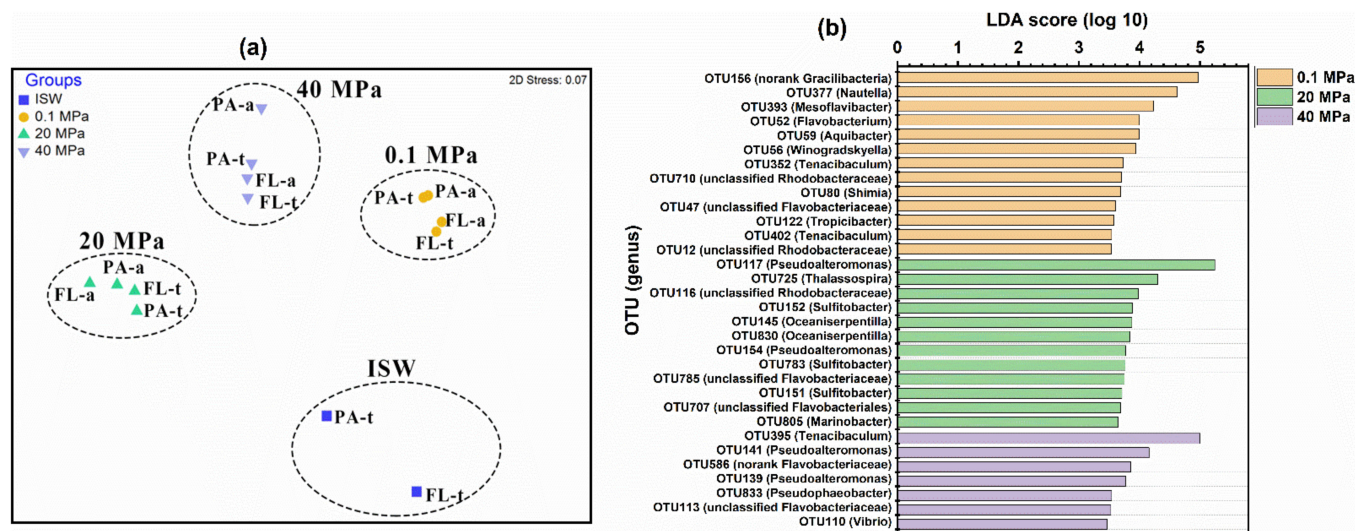 (a)
Groups
ISW
0.1 MPa
20 MPa
40 MPa
2D Stress: 0.07
40 MPa
PA-a
PA-t
FL-a
FL-t
0.1 MPa
PA-t
PA-a
FL-a
FL-t
20 MPa
PA-a
FL-a
FL-t
PA-t
ISW
PA-t
FL-t
(b)
LDA score (log 10)
0 1 2 3 4 5
OTU (genus)
OTU156 (norank Gracilibacteria)
OTU377 (Nautella)
OTU393 (Mesoflavibacter)
OTU52 (Flavobacterium)
OTU59 (Aquibacter)
OTU56 (Winogradskyella)
OTU352 (Tenacibaculum)
OTU710 (unclassified Rhodobacteraceae)
OTU80 (Shimia)
OTU47 (unclassified Flavobacteriaceae)
OTU122 (Tropicibacter)
OTU402 (Tenacibaculum)
OTU12 (unclassified Rhodobacteraceae)
OTU117 (Pseudoalteromonas)
OTU725 (Thalassospira)
OTU116 (unclassified Rhodobacteraceae)
OTU152 (Sulfitobacter)
OTU145 (Oceaniserpentilla)
OTU830 (Oceaniserpentilla)
OTU154 (Pseudoalteromonas)
OTU783 (Sulfitobacter)
OTU785 (unclassified Flavobacteriaceae)
OTU151 (Sulfitobacter)
OTU707 (unclassified Flavobacteriales)
OTU805 (Marinobacter)
OTU395 (Tenacibaculum)
OTU141 (Pseudoalteromonas)
OTU586 (norank Flavobacteriaceae)
OTU139 (Pseudoalteromonas)
OTU833 (Pseudophaeobacter)
OTU113 (unclassified Flavobacteriaceae)
OTU110 (Vibrio)
0.1 MPa
20 MPa
40 MPa